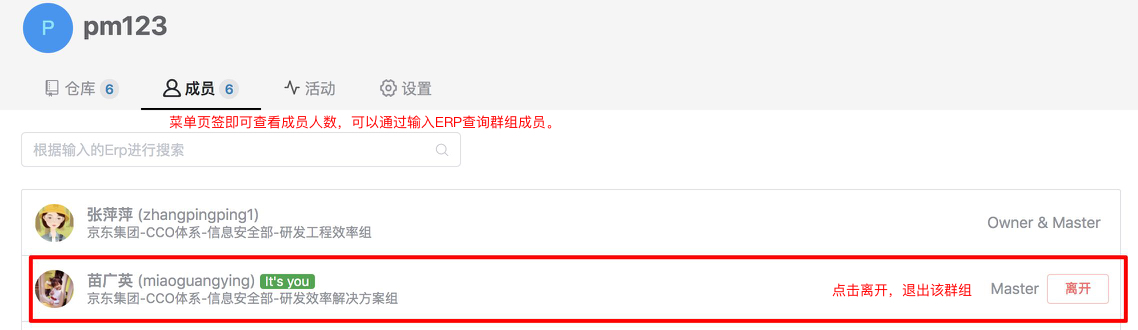 P
pm123
仓库 6 成员 6 活动 设置
菜单页签即可查看成员人数，可以通过输入ERP查询群组成员。
根据输入的Erp进行搜索
张萍萍 (zhangpingping1)
京东集团-CCO体系-信息安全部-研发工程效率组
Owner & Master
苗广英 (miaoguangying) It's you
京东集团-CCO体系-信息安全部-研发效率解决方案组
点击离开，退出该群组 Master 离开